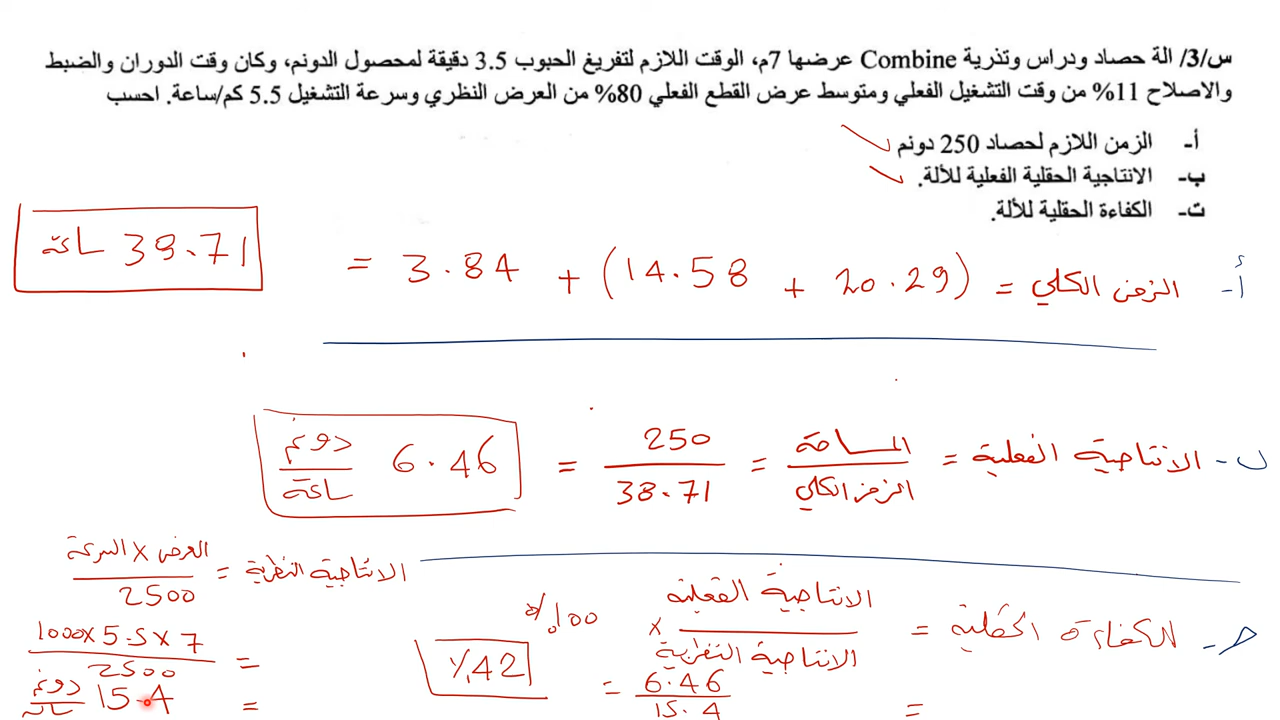 س/3/ الة حصاد ودراس وتذرية Combine عرضها 7م، الوقت اللازم لتفريغ الحبوب 3.5 دقيقة لمحصول الدونم، وكان وقت الدوران والضبط
والاصلاح 11% من وقت التشغيل الفعلي ومتوسط عرض القطع الفعلي 80% من العرض النظري وسرعة التشغيل 5.5 كم/ساعة. احسب
أ- الزمن اللازم لحصاد 250 دونم
ب- الانتاجية الحقلية الفعلية للألة.
ت- الكفاءة الحقلية للألة.
أ- الزمن الكلي = (20.29 + 14.58) + 3.84 = 38.71 ساعة
ب- الانتاجية الفعلية = المساحة / الزمن الكلي = 250 / 38.71 = 6.46 دونم / ساعة
الانتاجية النظرية = العرض x السرعة / 2500
= 7 x 5.5 x 1000 / 2500
= 15.4 دونم / ساعة
ج- الكفاءة الحقلية = الانتاجية الفعلية / الانتاجية النظرية x 100%
= 6.46 / 15.4 = 42%